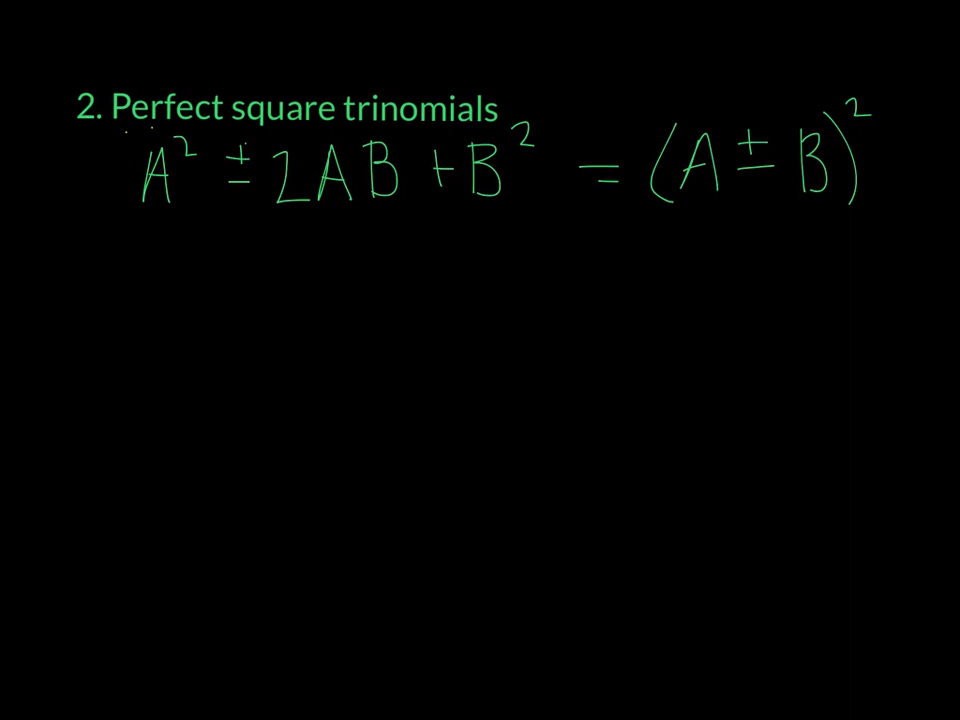 2. Perfect square trinomials
A² ± 2AB + B² = (A ± B)²